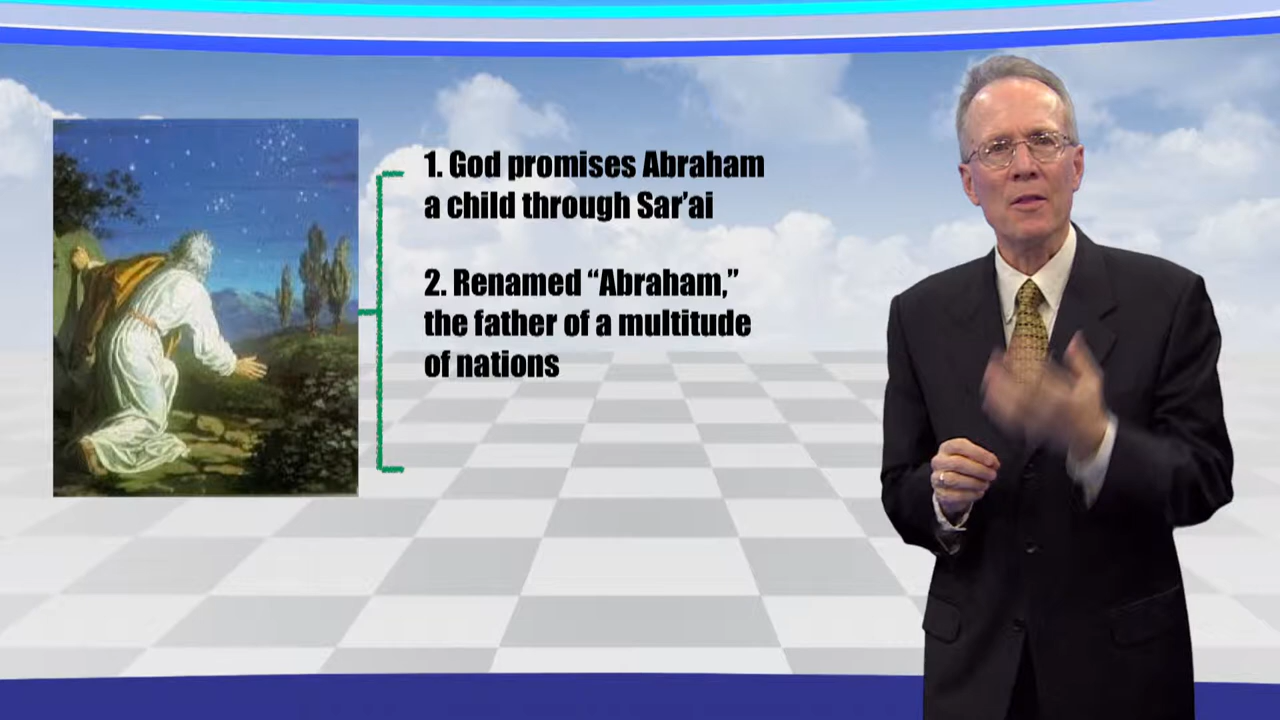 1. God promises Abraham
a child through Sar’ai
2. Renamed “Abraham,”
the father of a multitude
of nations